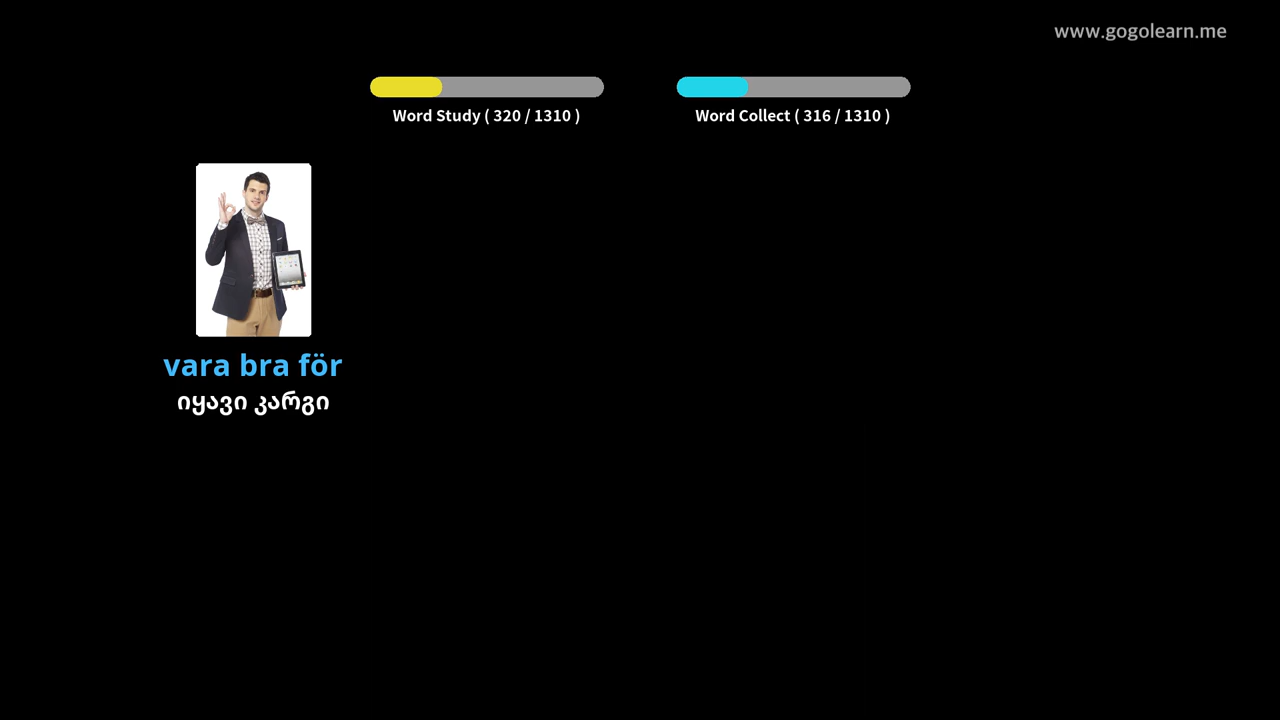 www.gogolearn.me
Word Study ( 320 / 1310 )
Word Collect ( 316 / 1310 )
vara bra för
იყავი კარგი